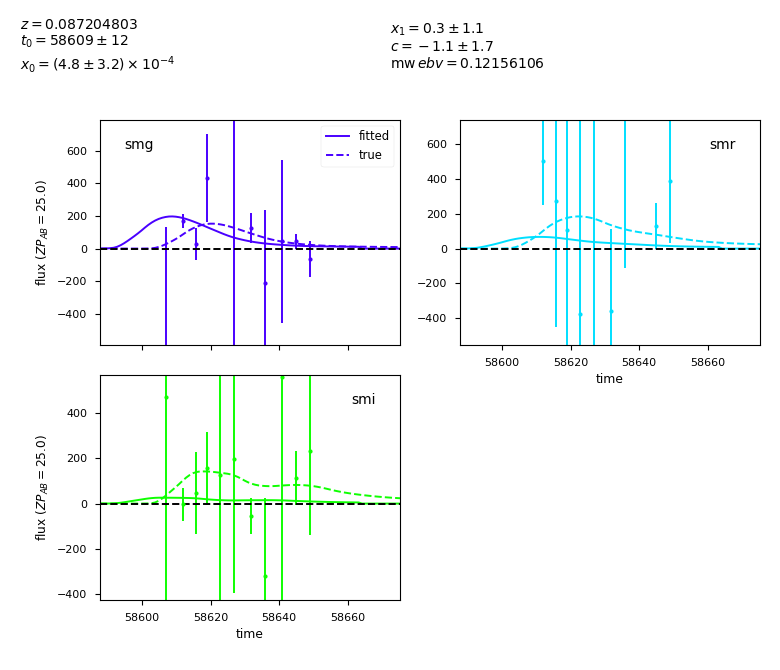 z = 0.087204803
t₀ = 58609 ± 12
x₀ = (4.8 ± 3.2) × 10⁻⁴
x₁ = 0.3 ± 1.1
c = −1.1 ± 1.7
mw ebv = 0.12156106
smg
fitted
true
600
400
200
0
−200
−400
flux (ZP_AB = 25.0)
smr
600
400
200
0
−200
−400
58600 58620 58640 58660
time
smi
400
200
0
−200
−400
flux (ZP_AB = 25.0)
58600 58620 58640 58660
time